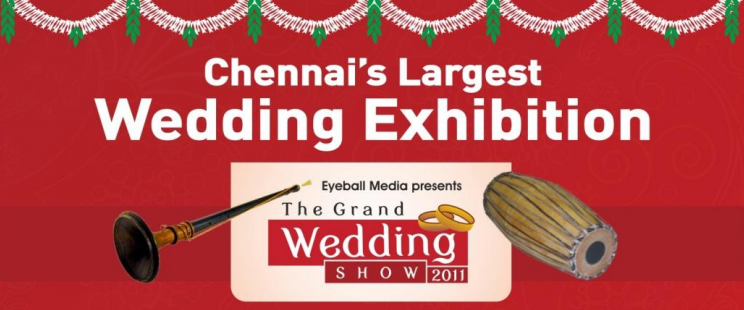 Chennai's Largest
Wedding Exhibition
Eyeball Media presents
The Grand
Wedding
SHOW 2011